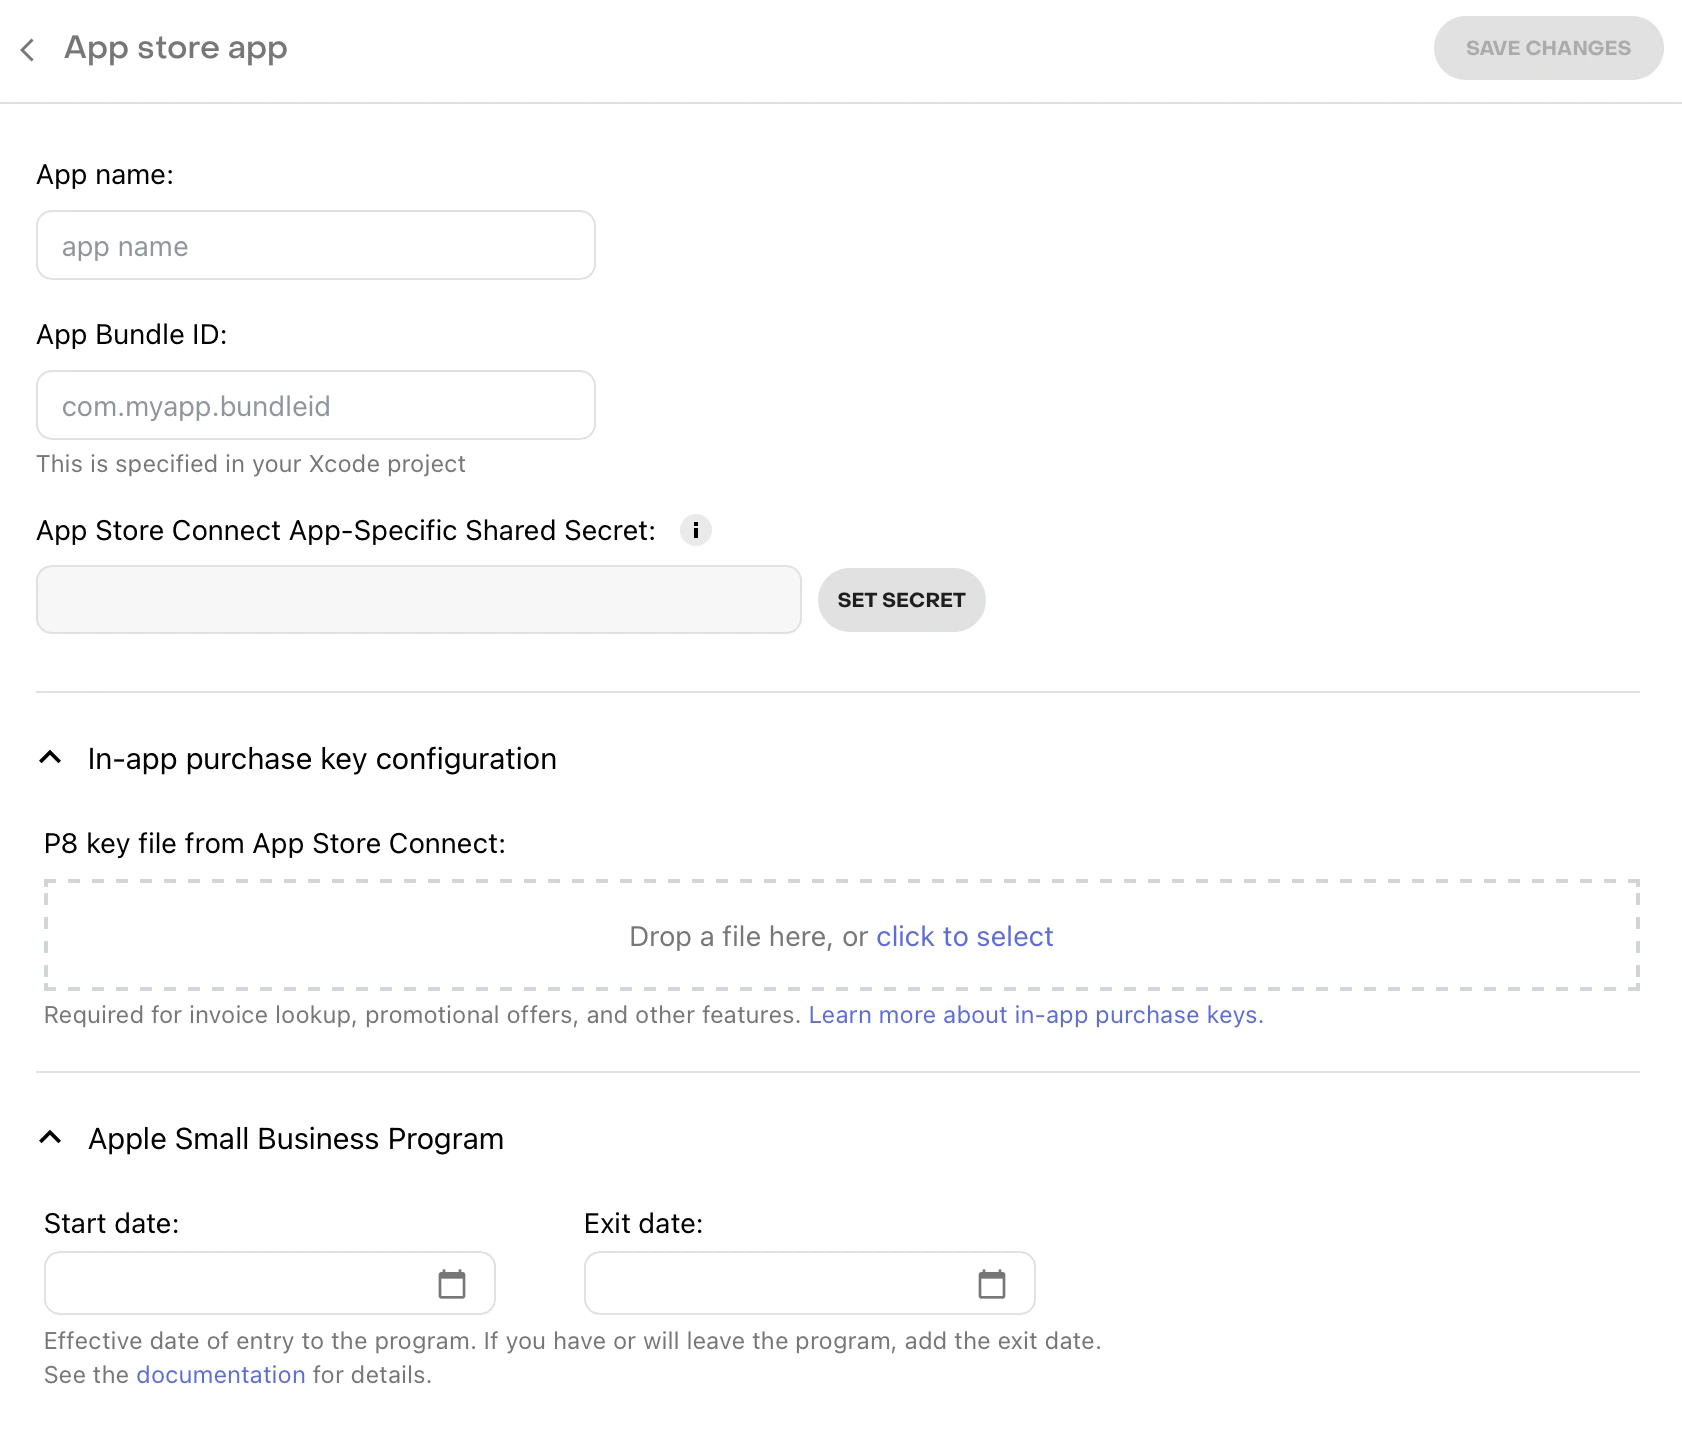 App store app
SAVE CHANGES
App name:
app name
App Bundle ID:
com.myapp.bundleid
This is specified in your Xcode project
App Store Connect App-Specific Shared Secret:
i
SET SECRET
In-app purchase key configuration
P8 key file from App Store Connect:
Drop a file here, or click to select
Required for invoice lookup, promotional offers, and other features. Learn more about in-app purchase keys.
Apple Small Business Program
Start date:
Exit date:
Effective date of entry to the program. If you have or will leave the program, add the exit date.
See the documentation for details.